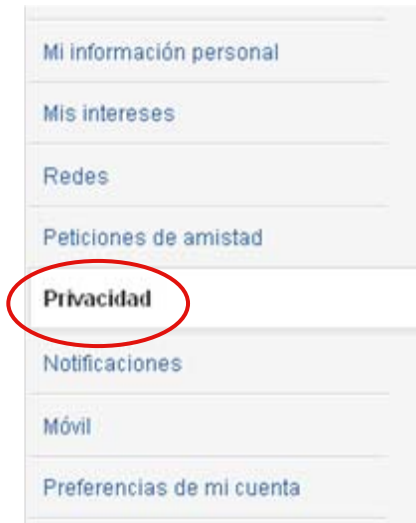 Mi información personal
Mis intereses
Redes
Peticiones de amistad
Privacidad
Notificaciones
Móvil
Preferencias de mi cuenta